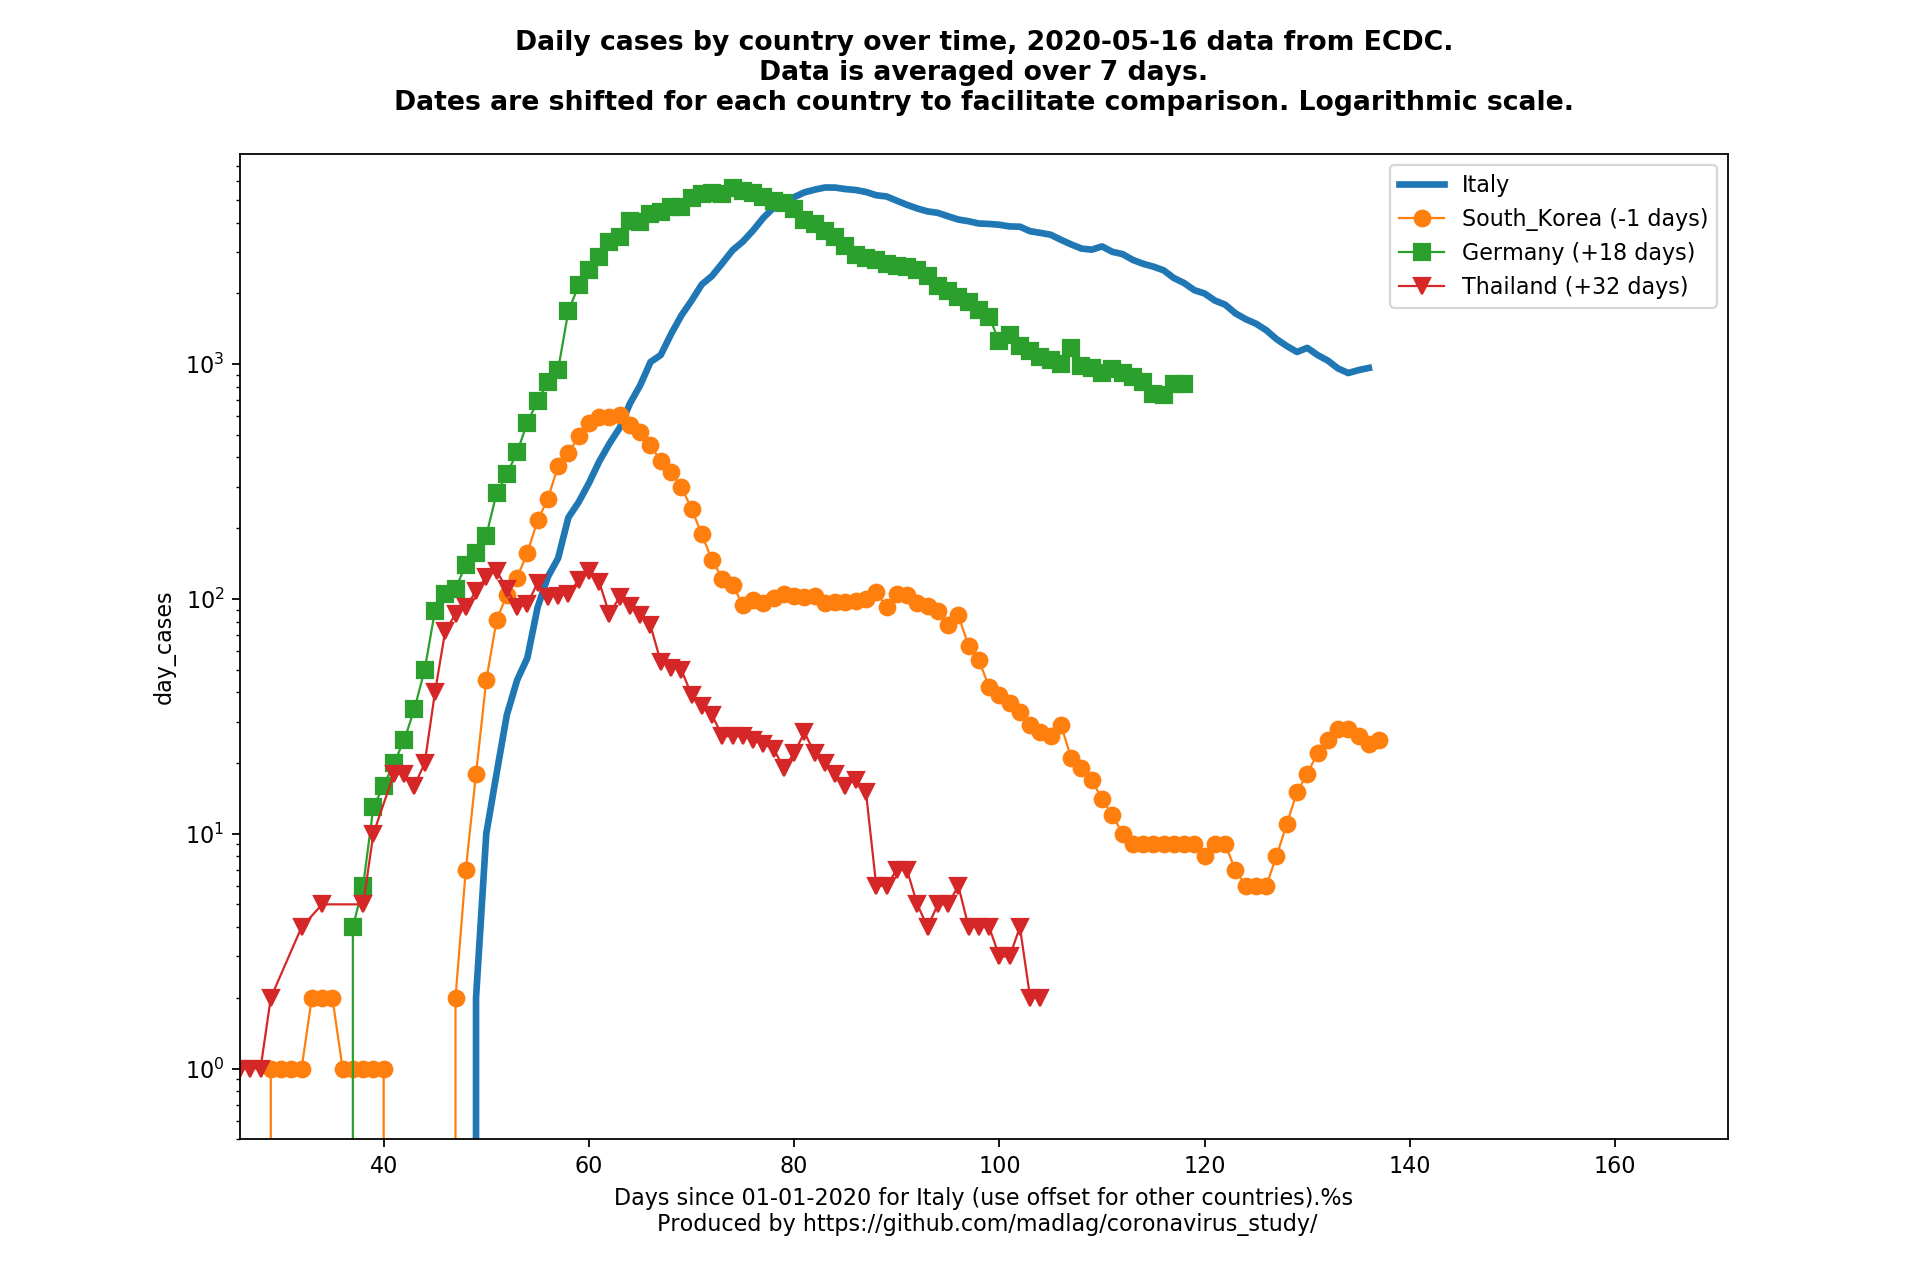 Daily cases by country over time, 2020-05-16 data from ECDC.
Data is averaged over 7 days.
Dates are shifted for each country to facilitate comparison. Logarithmic scale.
Italy
South_Korea (-1 days)
Germany (+18 days)
Thailand (+32 days)
day_cases
10³
10²
10¹
10⁰
40 60 80 100 120 140 160
Days since 01-01-2020 for Italy (use offset for other countries).%s
Produced by https://github.com/madlag/coronavirus_study/